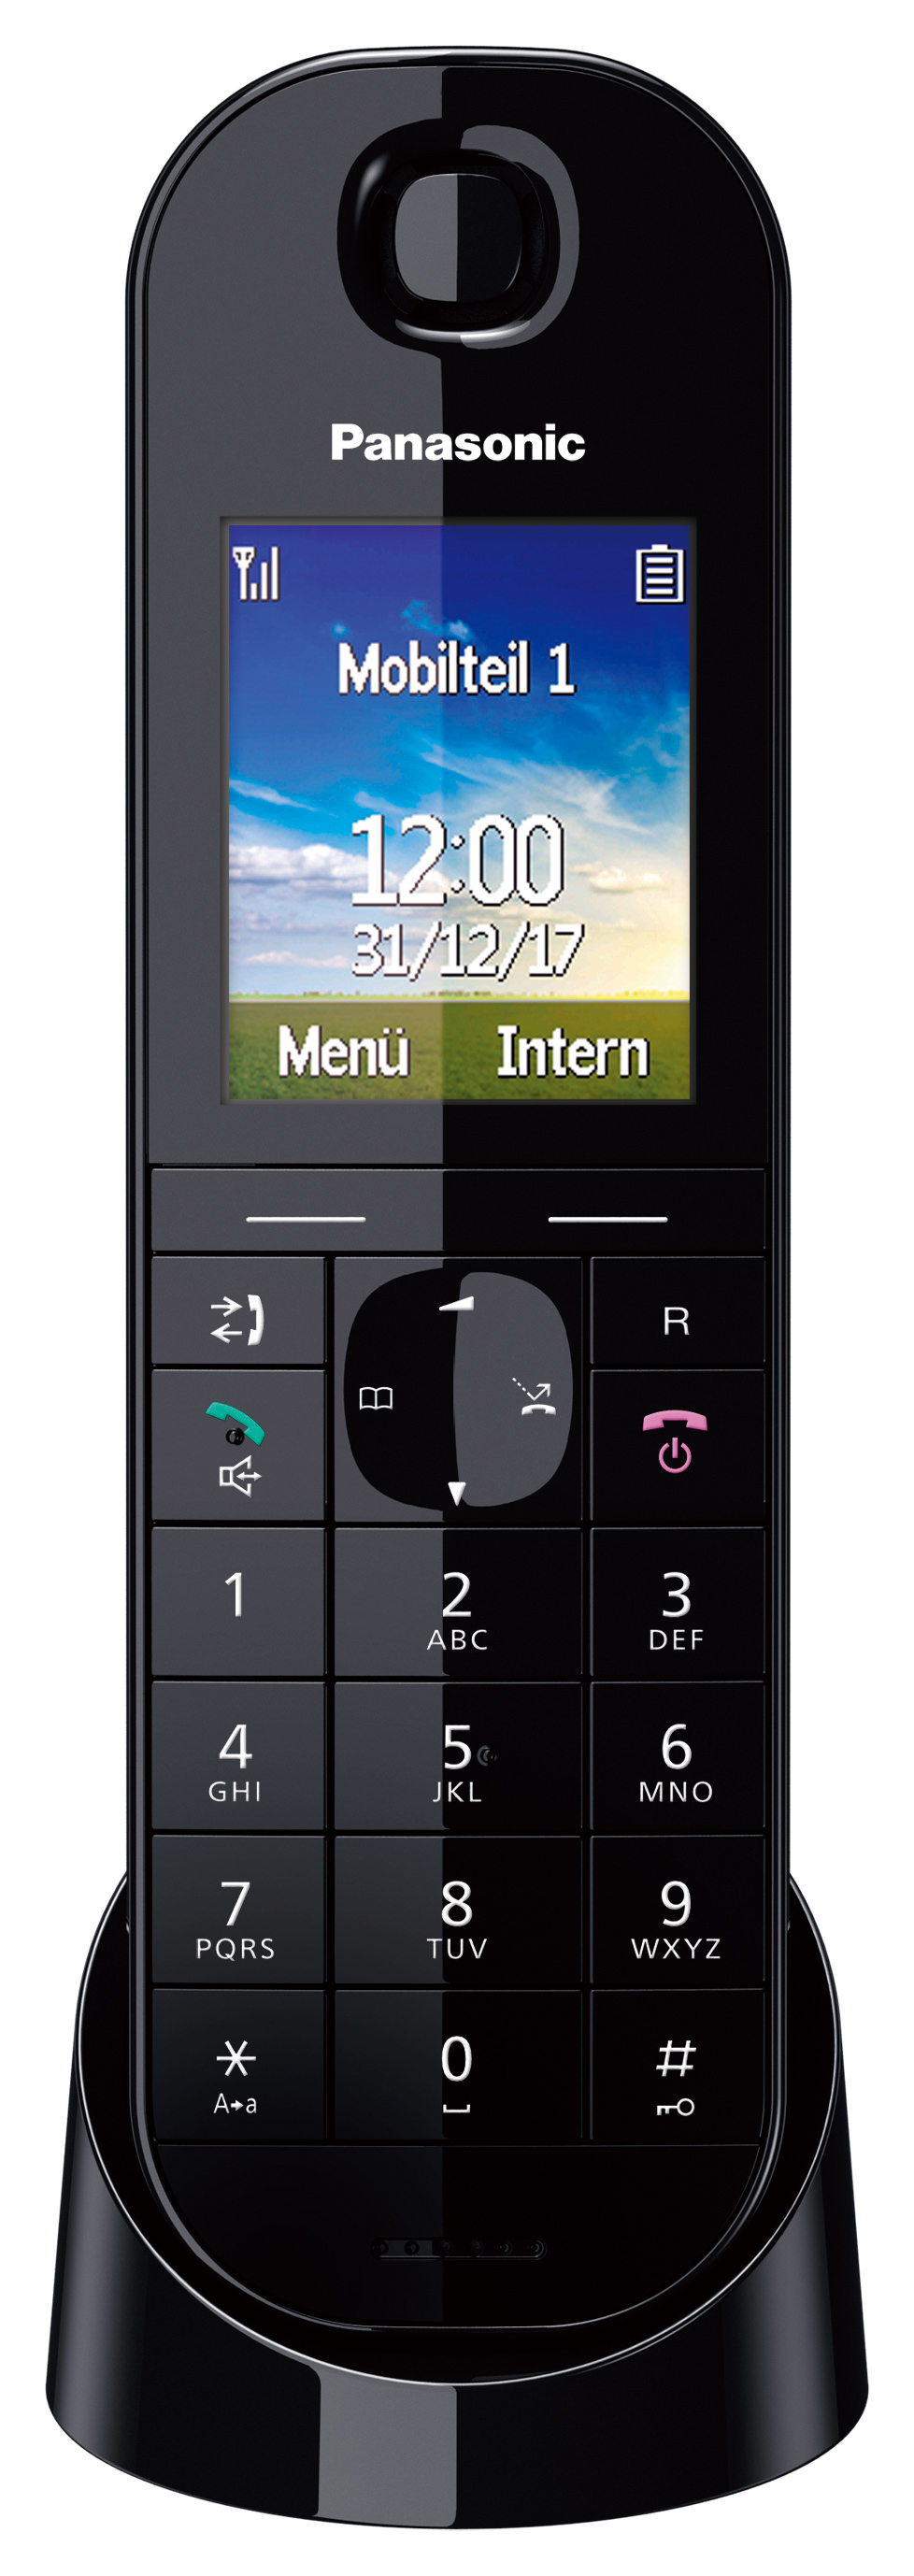 Panasonic
Mobilteil 1
12:00
31/12/17
Menü Intern
R
1 2 3
ABC DEF
4 5 6
GHI JKL MNO
7 8 9
PQRS TUV WXYZ
* 0 #
A→a